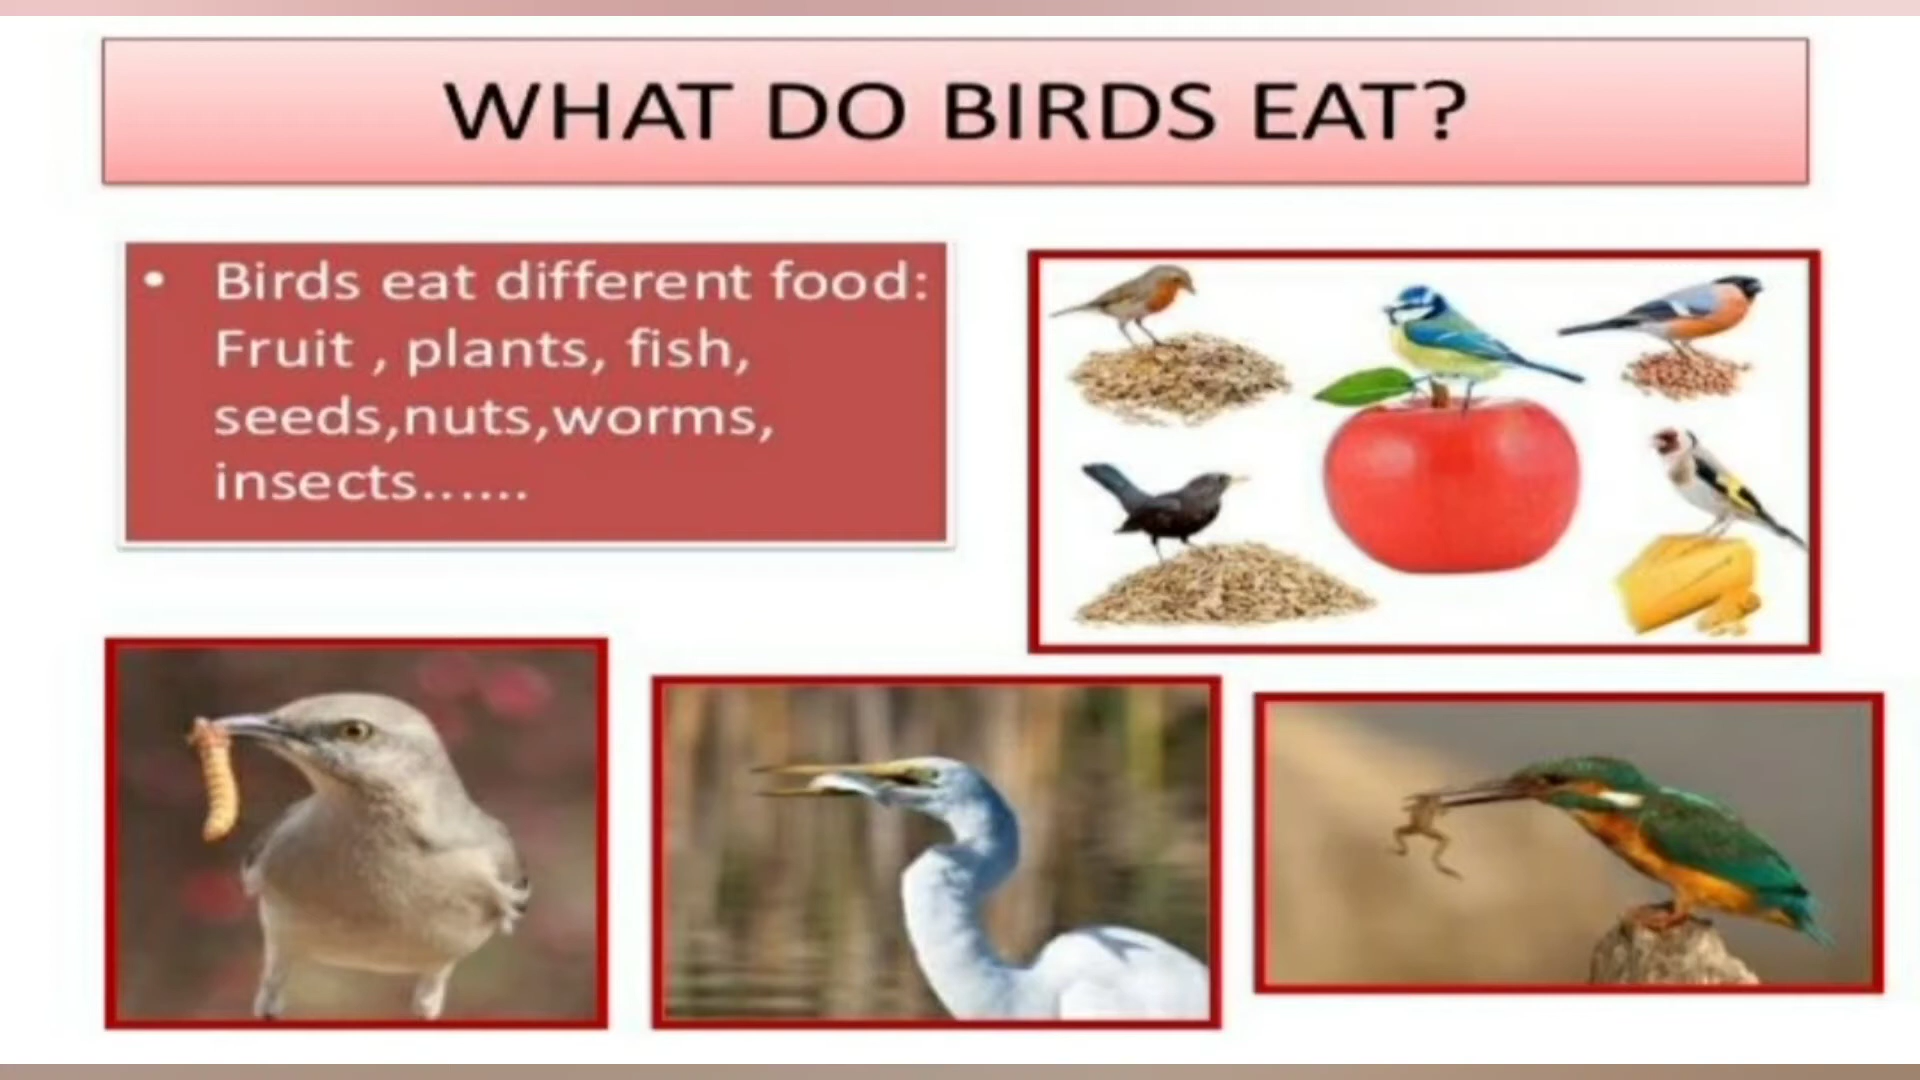 WHAT DO BIRDS EAT?
• Birds eat different food:
Fruit , plants, fish,
seeds,nuts,worms,
insects......